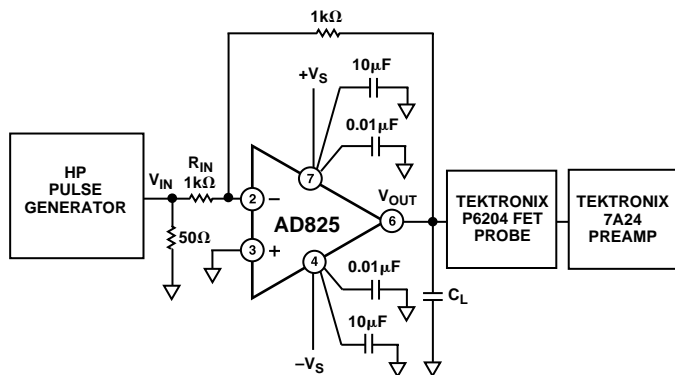 1kΩ
10μF
+VS
0.01μF
HP
PULSE
GENERATOR
VIN
RIN
1kΩ
50Ω
2
−
3
+
7
AD825
4
6
VOUT
TEKTRONIX
P6204 FET
PROBE
TEKTRONIX
7A24
PREAMP
0.01μF
CL
10μF
−VS